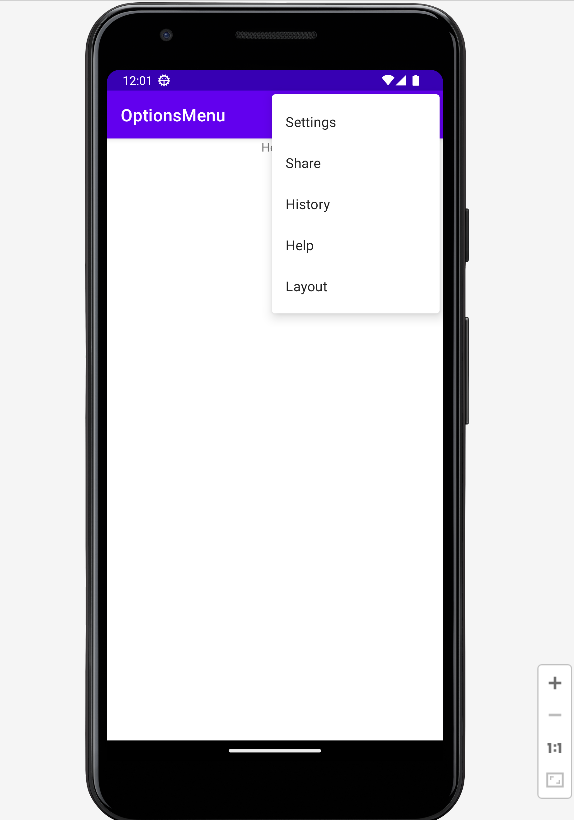 12:01
OptionsMenu
Settings
Share
History
Help
Layout
1:1